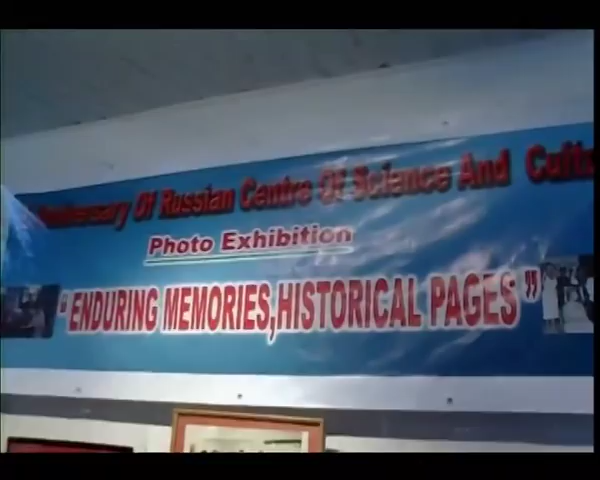 Anniversary Of Russian Centre Of Science And
Photo Exhibition
"ENDURING MEMORIES,HISTORICAL PAGES"